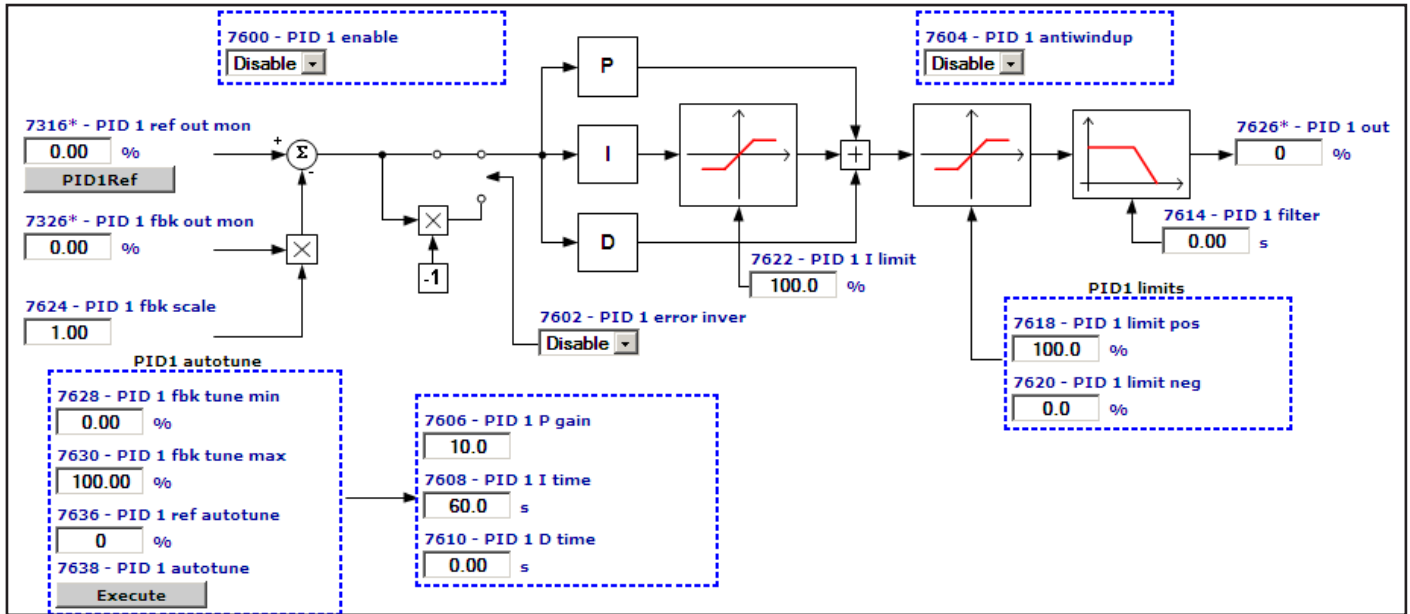 7600 - PID 1 enable
Disable
7604 - PID 1 antiwindup
Disable
P
7316* - PID 1 ref out mon
0.00 %
PID1Ref
+
Σ
-
I
+
7626* - PID 1 out
0 %
7326* - PID 1 fbk out mon
0.00 %
×
×
-1
D
7614 - PID 1 filter
0.00 s
7622 - PID 1 I limit
100.0 %
7624 - PID 1 fbk scale
1.00
7602 - PID 1 error inver
Disable
PID1 limits
7618 - PID 1 limit pos
100.0 %
7620 - PID 1 limit neg
0.0 %
PID1 autotune
7628 - PID 1 fbk tune min
0.00 %
7630 - PID 1 fbk tune max
100.00 %
7636 - PID 1 ref autotune
0 %
7638 - PID 1 autotune
Execute
7606 - PID 1 P gain
10.0
7608 - PID 1 I time
60.0 s
7610 - PID 1 D time
0.00 s